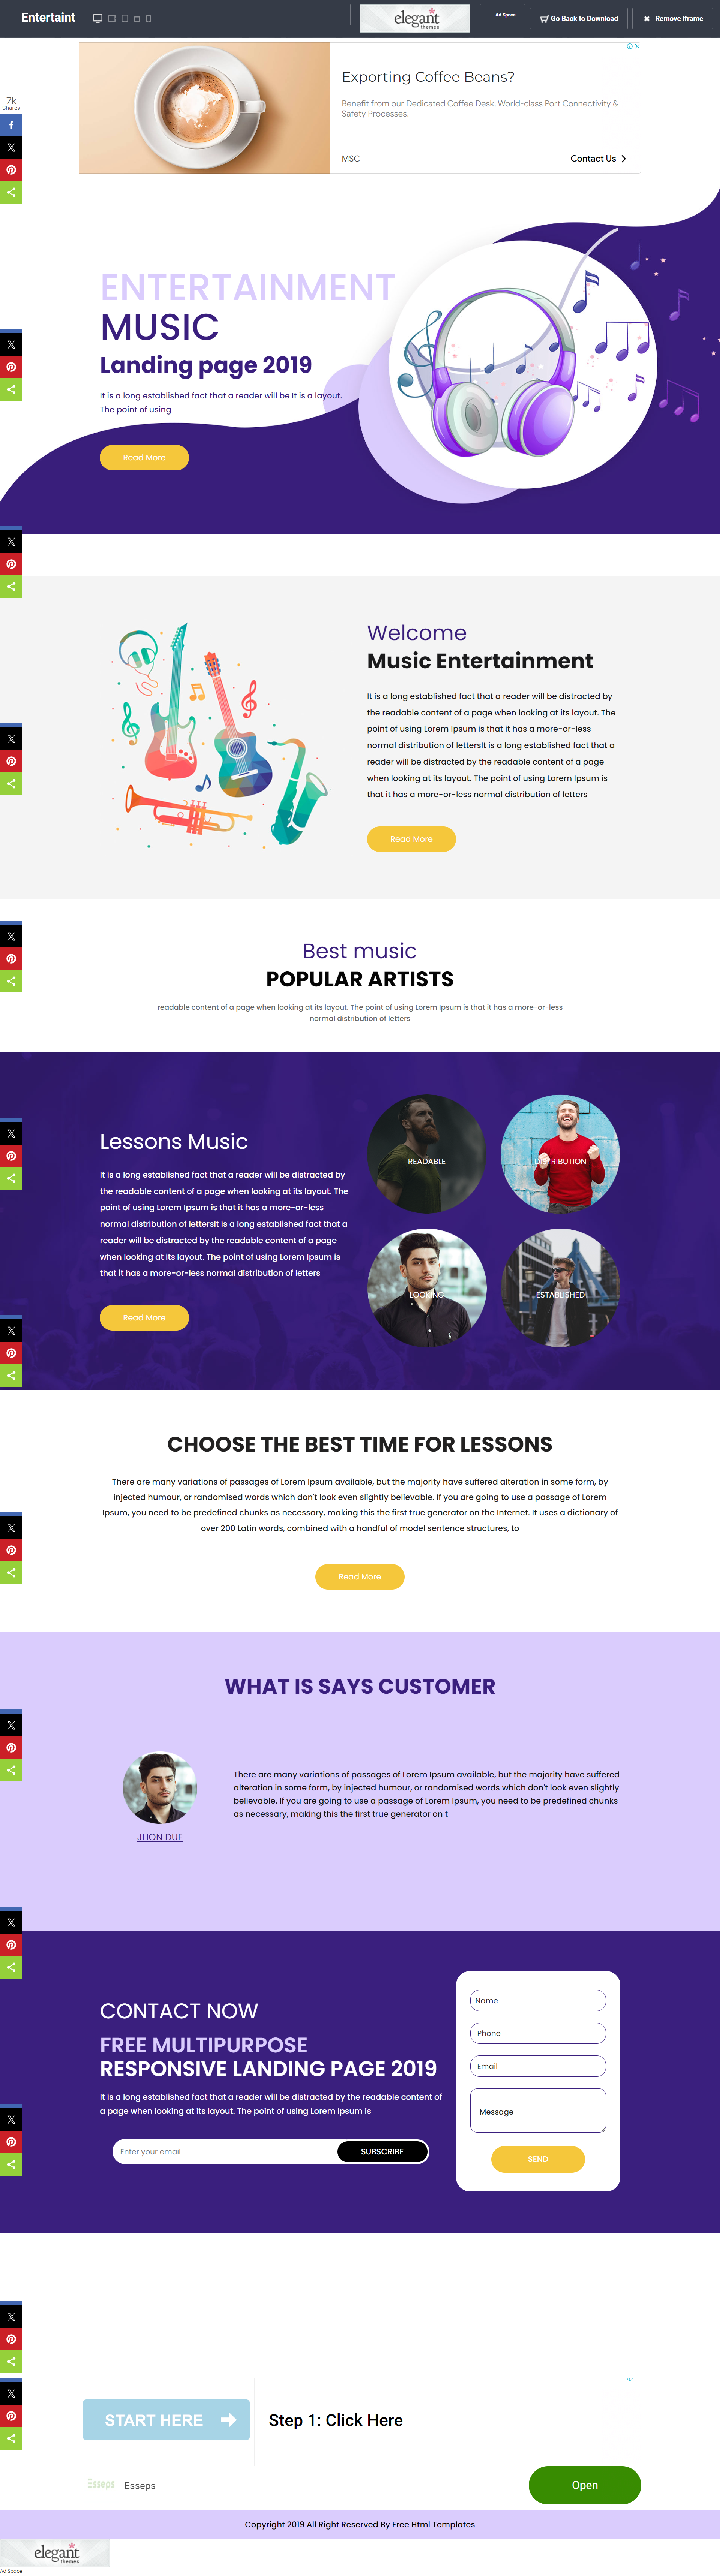 Entertaint
elegant
themes
Ad Space
Go Back to Download
Remove iframe
Exporting Coffee Beans?
Benefit from our Dedicated Coffee Desk. World-class Port Connectivity &
Safety Processes.
MSC
Contact Us
7k
Shares
ENTERTAINMENT
MUSIC
Landing page 2019
It is a long established fact that a reader will be It is a layout.
The point of using
Read More
Welcome
Music Entertainment
It is a long established fact that a reader will be distracted by
the readable content of a page when looking at its layout. The
point of using Lorem Ipsum is that it has a more-or-less
normal distribution of lettersIt is a long established fact that a
reader will be distracted by the readable content of a page
when looking at its layout. The point of using Lorem Ipsum is
that it has a more-or-less normal distribution of letters
Read More
Best music
POPULAR ARTISTS
readable content of a page when looking at its layout. The point of using Lorem Ipsum is that it has a more-or-less
normal distribution of letters
Lessons Music
It is a long established fact that a reader will be distracted by
the readable content of a page when looking at its layout. The
point of using Lorem Ipsum is that it has a more-or-less
normal distribution of lettersIt is a long established fact that a
reader will be distracted by the readable content of a page
when looking at its layout. The point of using Lorem Ipsum is
that it has a more-or-less normal distribution of letters
Read More
READABLE
DISTRIBUTION
LOOKING
ESTABLISHED
CHOOSE THE BEST TIME FOR LESSONS
There are many variations of passages of Lorem Ipsum available, but the majority have suffered alteration in some form, by
injected humour, or randomised words which don't look even slightly believable. If you are going to use a passage of Lorem
Ipsum, you need to be predefined chunks as necessary, making this the first true generator on the Internet. It uses a dictionary of
over 200 Latin words, combined with a handful of model sentence structures, to
Read More
WHAT IS SAYS CUSTOMER
JHON DUE
There are many variations of passages of Lorem Ipsum available, but the majority have suffered
alteration in some form, by injected humour, or randomised words which don't look even slightly
believable. If you are going to use a passage of Lorem Ipsum, you need to be predefined chunks
as necessary, making this the first true generator on t
CONTACT NOW
FREE MULTIPURPOSE
RESPONSIVE LANDING PAGE 2019
It is a long established fact that a reader will be distracted by the readable content of
a page when looking at its layout. The point of using Lorem Ipsum is
Enter your email
SUBSCRIBE
Name
Phone
Email
Message
SEND
START HERE
Step 1: Click Here
Esseps
Esseps
Open
Copyright 2019 All Right Reserved By Free Html Templates
elegant
themes
Ad Space